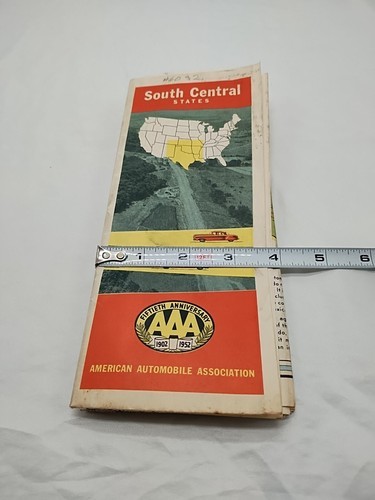 South Central
STATES
1 2 3 4 5 6
FIFTIETH ANNIVERSARY
AAA
1902 1952
AMERICAN AUTOMOBILE ASSOCIATION